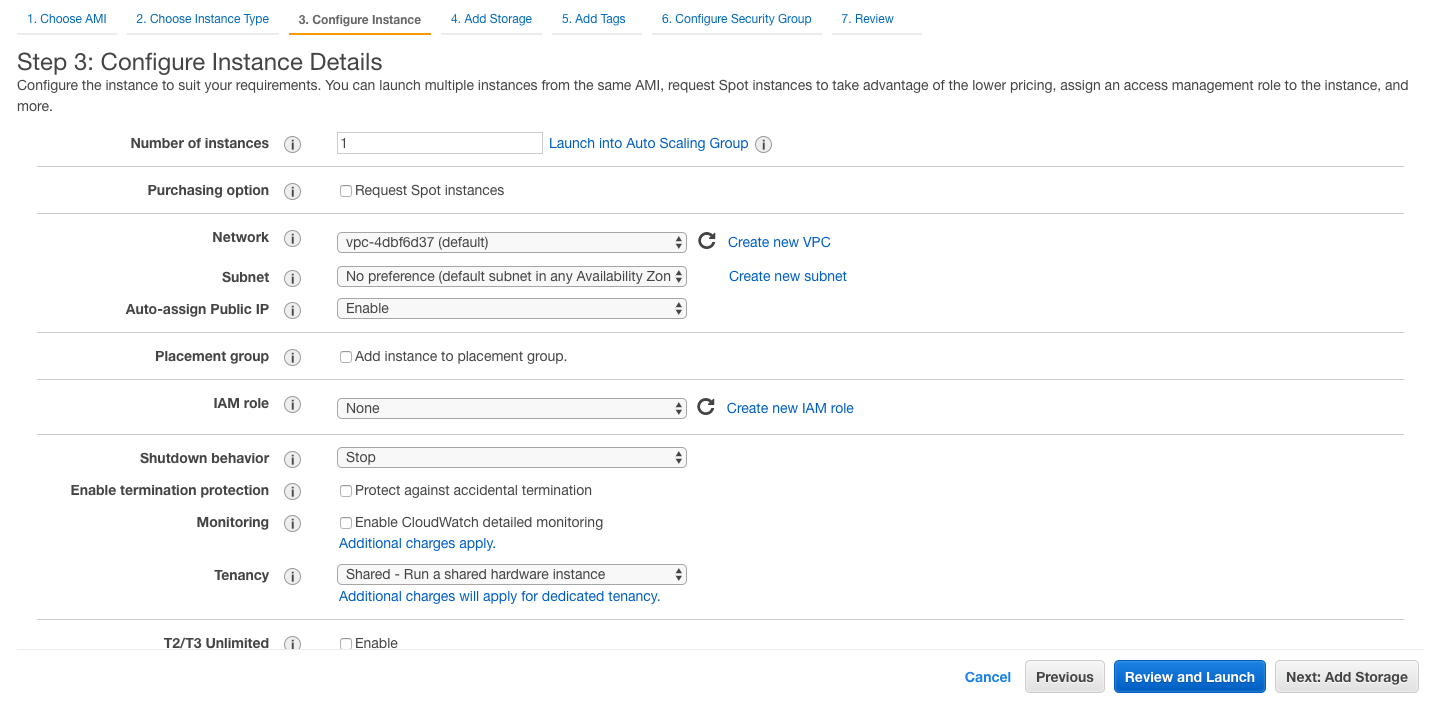 1. Choose AMI 2. Choose Instance Type 3. Configure Instance 4. Add Storage 5. Add Tags 6. Configure Security Group 7. Review
Step 3: Configure Instance Details
Configure the instance to suit your requirements. You can launch multiple instances from the same AMI, request Spot instances to take advantage of the lower pricing, assign an access management role to the instance, and
more.
Number of instances i 1 Launch into Auto Scaling Group i
Purchasing option i Request Spot instances
Network i vpc-4dbf6d37 (default) Create new VPC
Subnet i No preference (default subnet in any Availability Zon Create new subnet
Auto-assign Public IP i Enable
Placement group i Add instance to placement group.
IAM role i None Create new IAM role
Shutdown behavior i Stop
Enable termination protection i Protect against accidental termination
Monitoring i Enable CloudWatch detailed monitoring
Additional charges apply.
Tenancy i Shared - Run a shared hardware instance
Additional charges will apply for dedicated tenancy.
T2/T3 Unlimited i Enable
Cancel Previous Review and Launch Next: Add Storage